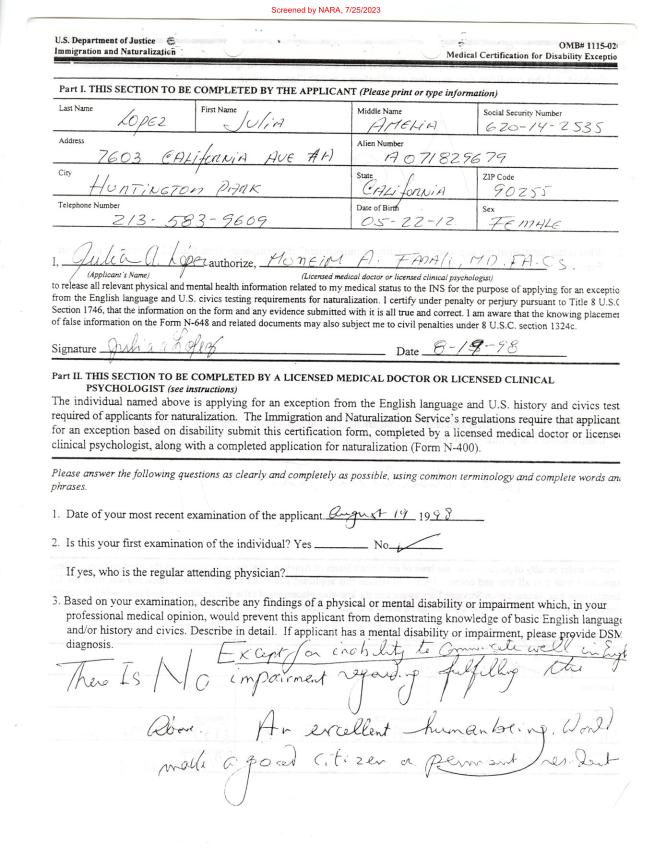 Screened by NARA, 7/25/2023
U.S. Department of Justice
Immigration and Naturalization
OMB# 1115-02
Medical Certification for Disability Exceptio
Part I. THIS SECTION TO BE COMPLETED BY THE APPLICANT (Please print or type information)
Last Name First Name Middle Name Social Security Number
LOPEZ JULIA AMELIA 620-14-2535
Address Alien Number
7603 CALIFORNIA AVE #H A071829679
City State ZIP Code
HUNTINGTON PARK CALIFORNIA 90255
Telephone Number Date of Birth Sex
213-583-9609 05-22-12 FEMALE
I, Julia A. López authorize, MONEIM A. FADALI, MD. FA.CS.
(Applicant's Name) (Licensed medical doctor or licensed clinical psychologist)
to release all relevant physical and mental health information related to my medical status to the INS for the purpose of applying for an exceptio
from the English language and U.S. civics testing requirements for naturalization. I certify under penalty or perjury pursuant to Title 8 U.S.C
Section 1746, that the information on the form and any evidence submitted with it is all true and correct. I am aware that the knowing placemer
of false information on the Form N-648 and related documents may also subject me to civil penalties under 8 U.S.C. section 1324c.
Signature Julia A Lopez Date 8-19-98
Part II. THIS SECTION TO BE COMPLETED BY A LICENSED MEDICAL DOCTOR OR LICENSED CLINICAL
PSYCHOLOGIST (see instructions)
The individual named above is applying for an exception from the English language and U.S. history and civics test
required of applicants for naturalization. The Immigration and Naturalization Service's regulations require that applicant
for an exception based on disability submit this certification form, completed by a licensed medical doctor or license
clinical psychologist, along with a completed application for naturalization (Form N-400).
Please answer the following questions as clearly and completely as possible, using common terminology and complete words an
phrases.
1. Date of your most recent examination of the applicant August 19 1998
2. Is this your first examination of the individual? Yes No ✓
If yes, who is the regular attending physician?
3. Based on your examination, describe any findings of a physical or mental disability or impairment which, in your
professional medical opinion, would prevent this applicant from demonstrating knowledge of basic English language
and/or history and civics. Describe in detail. If applicant has a mental disability or impairment, please provide DSM
diagnosis.
Except for inability to Communicate well in Engl
There Is No impairment regarding fulfilling the
Above. An excellent human being. Would
make a good citizen or permanent resident